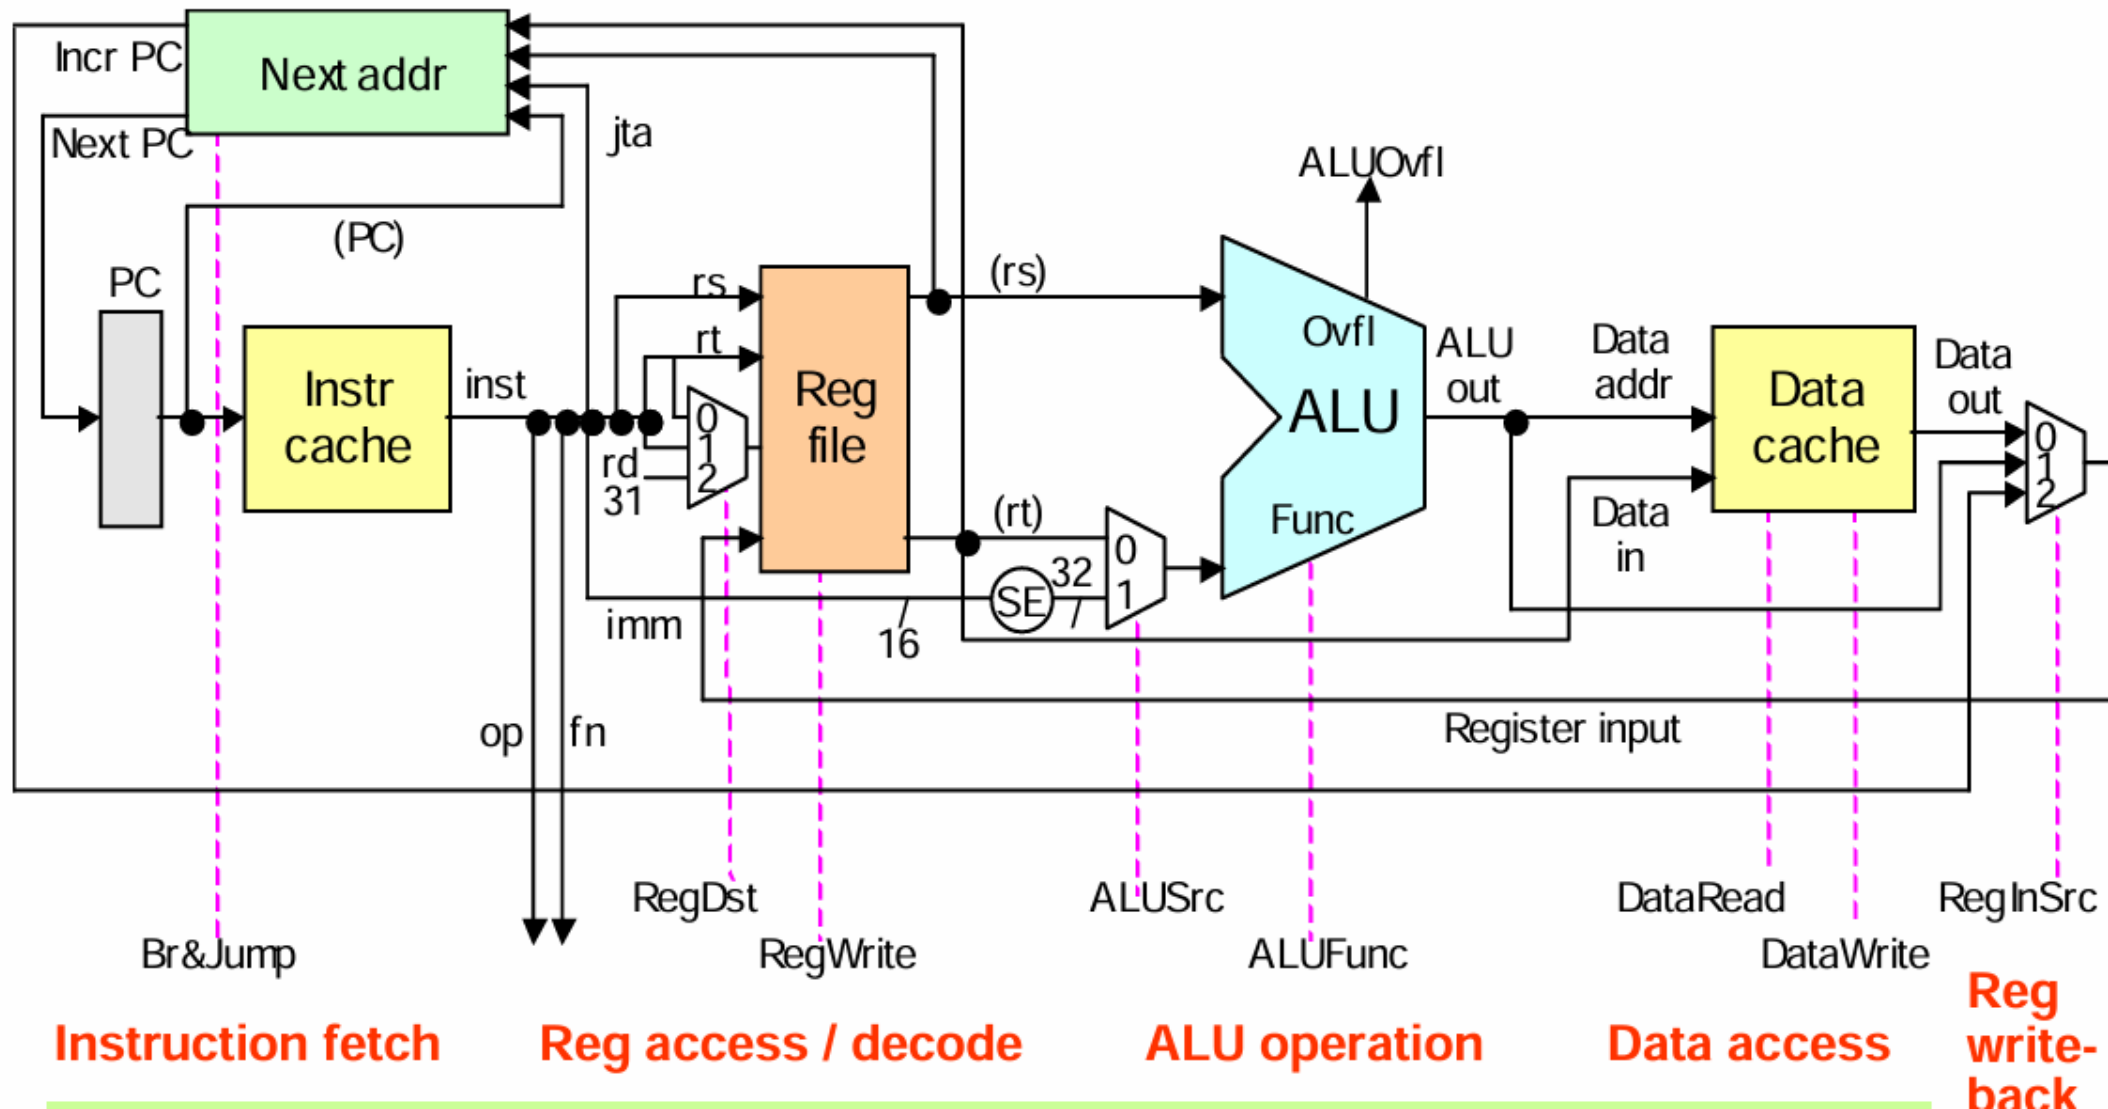 Incr PC
Next addr
Next PC
jta
(PC)
ALUOvfl
PC
rs
(rs)
rt
Ovfl
ALU
out
Data
addr
Data
out
inst
Instr
cache
0
1
2
rd
31
Reg
file
ALU
Data
cache
0
1
2
(rt)
Func
Data
in
0
1
SE
32
imm
16
op
fn
Register input
RegDst
ALUSrc
DataRead
RegInSrc
Br&Jump
RegWrite
ALUFunc
DataWrite
Instruction fetch
Reg access / decode
ALU operation
Data access
Reg
write-
back